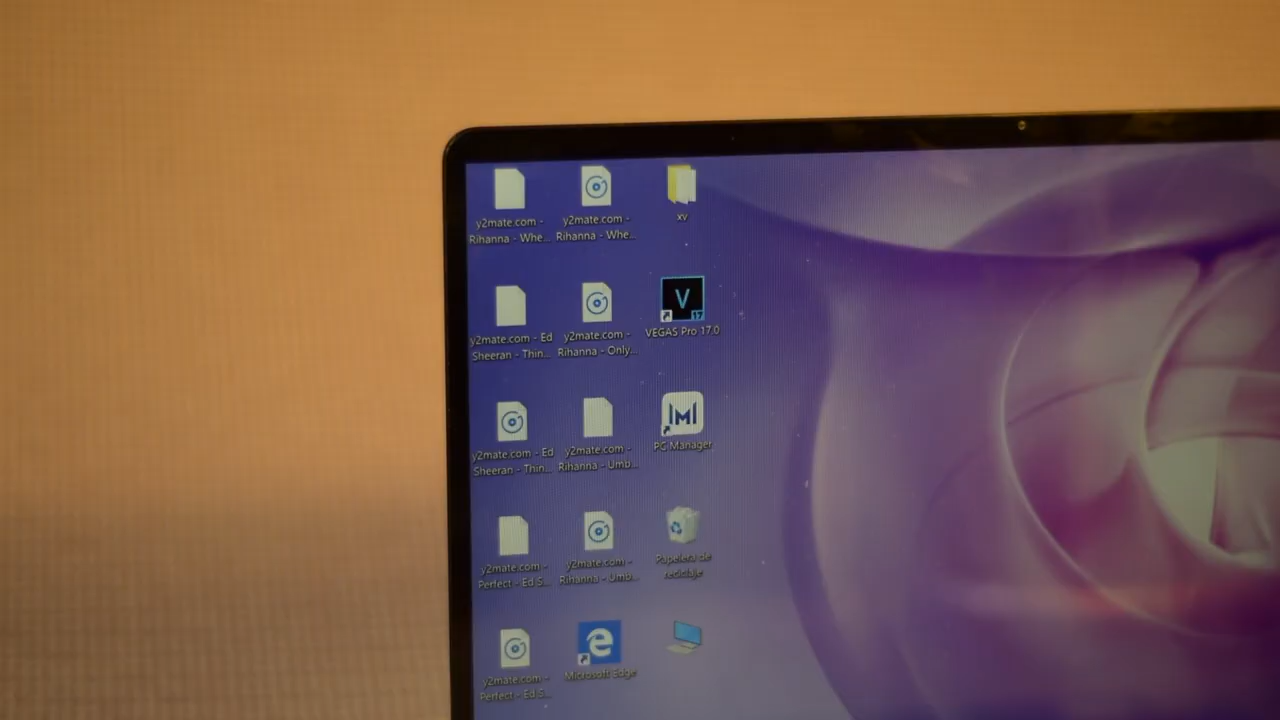 y2mate.com -
Rihanna - Whe...
y2mate.com -
Rihanna - Whe...
xv
y2mate.com - Ed
Sheeran - Thin...
y2mate.com -
Rihanna - Only...
V
17
VEGAS Pro 17.0
y2mate.com - Ed
Sheeran - Thin...
y2mate.com -
Rihanna - Umb...
PC Manager
y2mate.com -
Perfect - Ed S...
y2mate.com -
Rihanna - Umb...
Papelera de
reciclaje
y2mate.com -
Perfect - Ed S...
Microsoft Edge